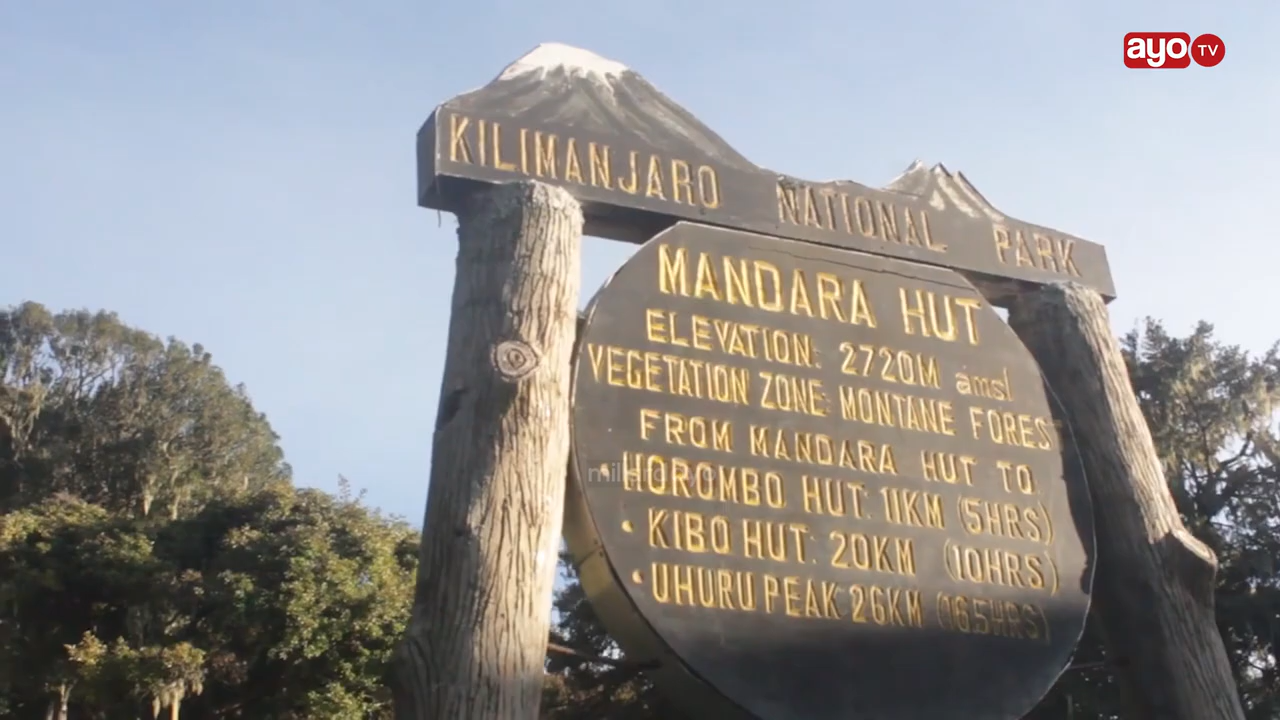 ayo TV
KILIMANJARO NATIONAL PARK
MANDARA HUT
ELEVATION: 2720M amsl
VEGETATION ZONE: MONTANE FOREST
FROM MANDARA HUT TO
• HOROMBO HUT: 11KM (5HRS)
• KIBO HUT: 20KM (10HRS)
• UHURU PEAK 26KM (16.5HRS)